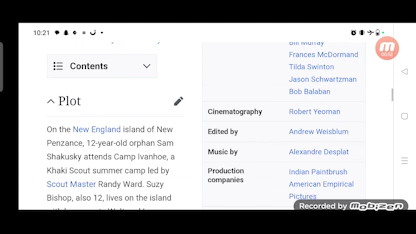 10:21
Bill Murray
Frances McDormand
Tilda Swinton
Jason Schwartzman
Bob Balaban
Contents
Plot
On the New England island of New
Penzance, 12-year-old orphan Sam
Shakusky attends Camp Ivanhoe, a
Khaki Scout summer camp led by
Scout Master Randy Ward. Suzy
Bishop, also 12, lives on the island
Cinematography Robert Yeoman
Edited by Andrew Weisblum
Music by Alexandre Desplat
Production Indian Paintbrush
companies American Empirical
Pictures
Recorded by mobizen